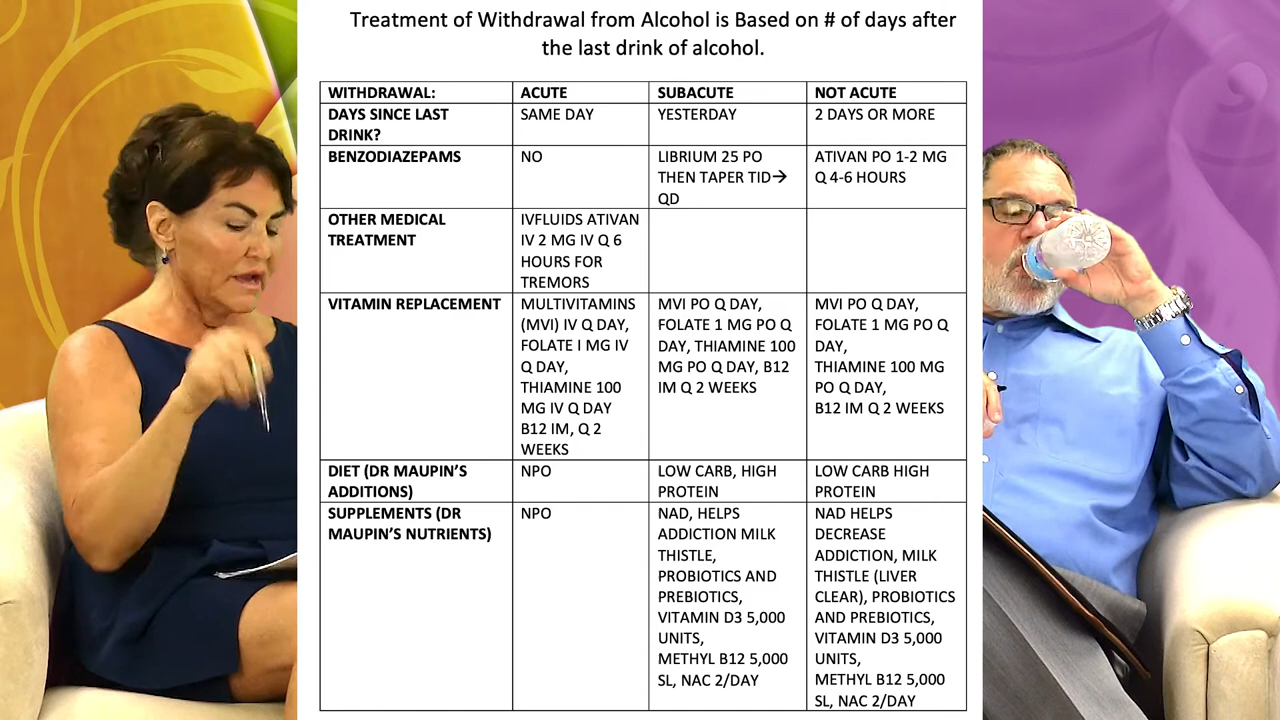 Treatment of Withdrawal from Alcohol is Based on # of days after
the last drink of alcohol.
WITHDRAWAL:
ACUTE
SUBACUTE
NOT ACUTE
DAYS SINCE LAST
DRINK?
SAME DAY
YESTERDAY
2 DAYS OR MORE
BENZODIAZEPAMS
NO
LIBRIUM 25 PO
THEN TAPER TID→
QD
ATIVAN PO 1-2 MG
Q 4-6 HOURS
OTHER MEDICAL
TREATMENT
IVFLUIDS ATIVAN
IV 2 MG IV Q 6
HOURS FOR
TREMORS
VITAMIN REPLACEMENT
MULTIVITAMINS
(MVI) IV Q DAY,
FOLATE I MG IV
Q DAY,
THIAMINE 100
MG IV Q DAY
B12 IM, Q 2
WEEKS
MVI PO Q DAY,
FOLATE 1 MG PO Q
DAY, THIAMINE 100
MG PO Q DAY, B12
IM Q 2 WEEKS
MVI PO Q DAY,
FOLATE 1 MG PO Q
DAY,
THIAMINE 100 MG
PO Q DAY,
B12 IM Q 2 WEEKS
DIET (DR MAUPIN'S
ADDITIONS)
NPO
LOW CARB, HIGH
PROTEIN
LOW CARB HIGH
PROTEIN
SUPPLEMENTS (DR
MAUPIN'S NUTRIENTS)
NPO
NAD, HELPS
ADDICTION MILK
THISTLE,
PROBIOTICS AND
PREBIOTICS,
VITAMIN D3 5,000
UNITS,
METHYL B12 5,000
SL, NAC 2/DAY
NAD HELPS
DECREASE
ADDICTION, MILK
THISTLE (LIVER
CLEAR), PROBIOTICS
AND PREBIOTICS,
VITAMIN D3 5,000
UNITS,
METHYL B12 5,000
SL, NAC 2/DAY